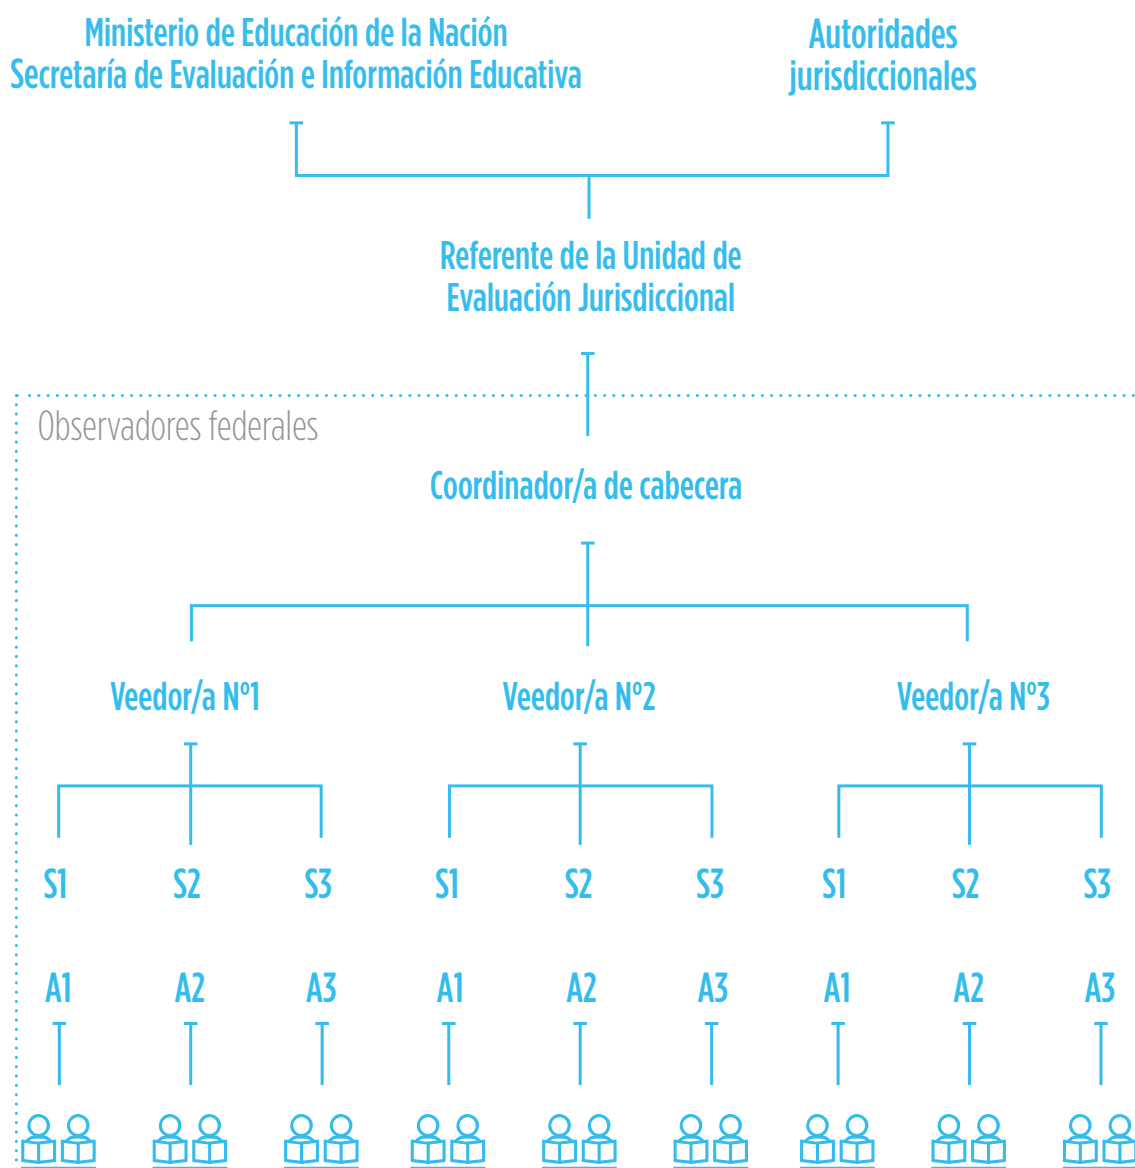 Ministerio de Educación de la Nación
Secretaría de Evaluación e Información Educativa
Autoridades
jurisdiccionales
Referente de la Unidad de
Evaluación Jurisdiccional
Observadores federales
Coordinador/a de cabecera
Veedor/a Nº1
Veedor/a Nº2
Veedor/a Nº3
S1 S2 S3 S1 S2 S3 S1 S2 S3
A1 A2 A3 A1 A2 A3 A1 A2 A3